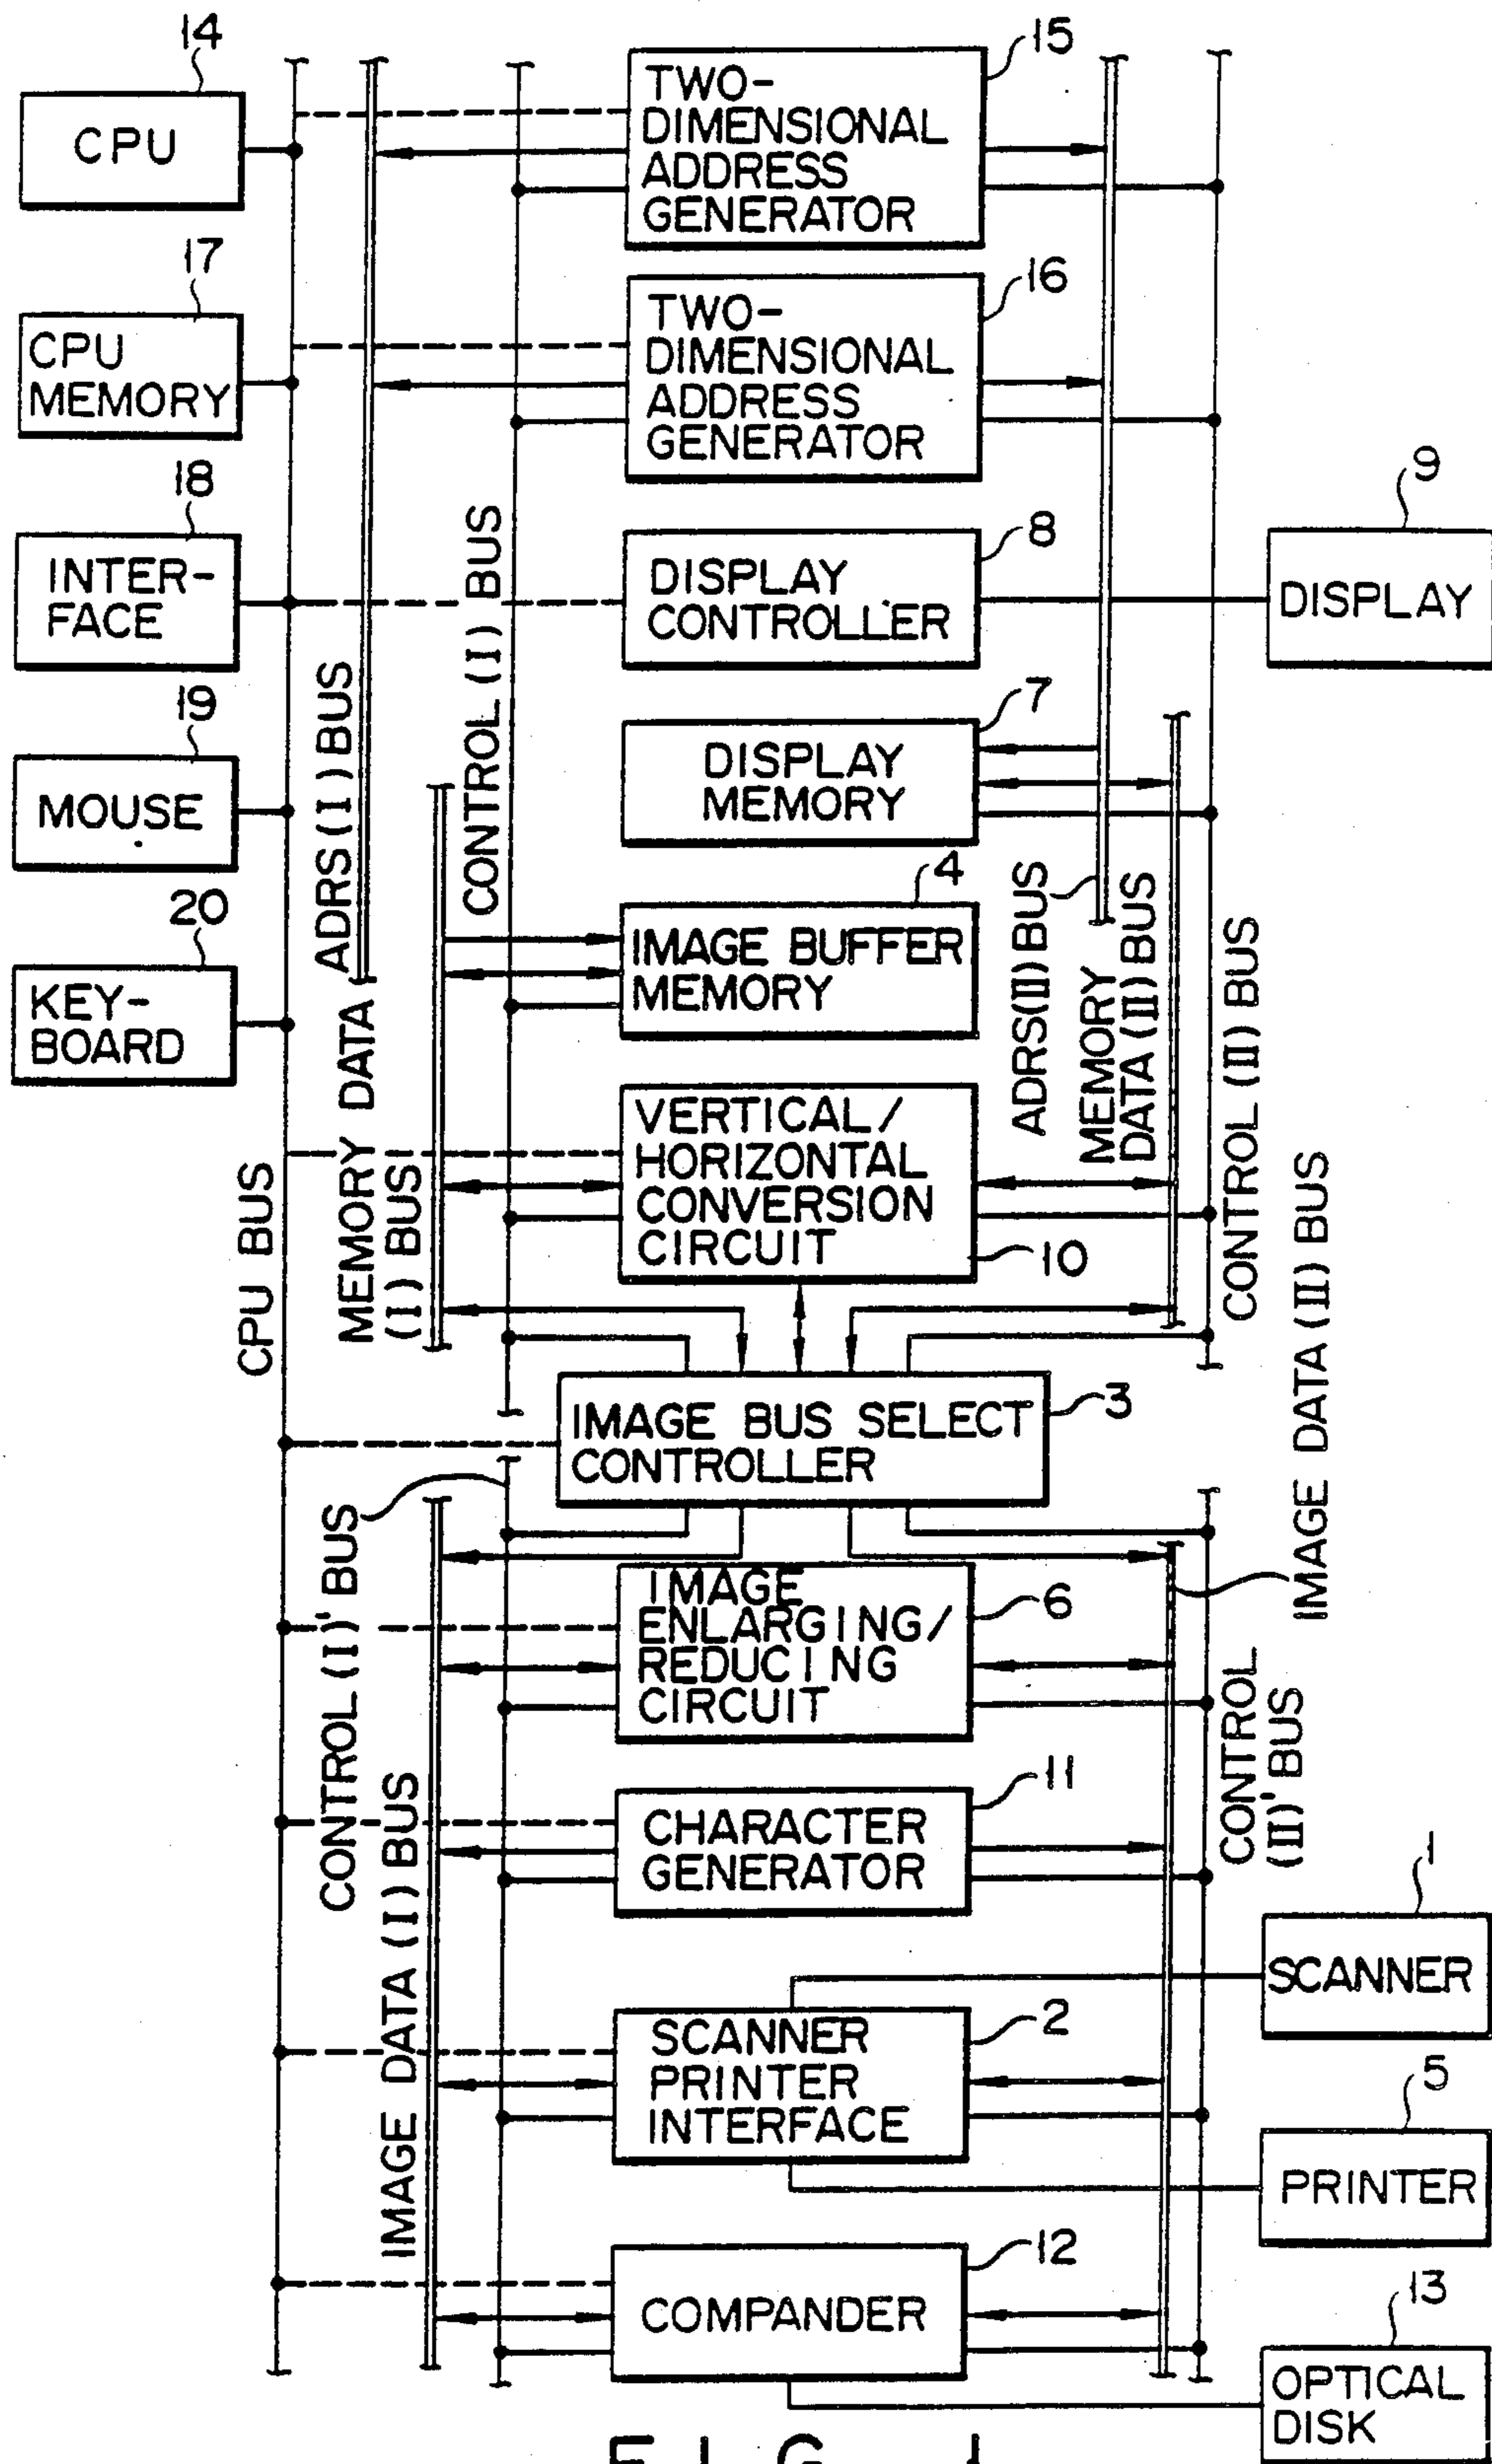 14
CPU
17
CPU
MEMORY
18
INTER-
FACE
19
MOUSE
20
KEY-
BOARD
CPU BUS
ADRS (I) BUS
MEMORY DATA
(I) BUS
CONTROL (I) BUS
15
TWO-
DIMENSIONAL
ADDRESS
GENERATOR
16
TWO-
DIMENSIONAL
ADDRESS
GENERATOR
8
DISPLAY
CONTROLLER
9
DISPLAY
7
DISPLAY
MEMORY
4
IMAGE BUFFER
MEMORY
VERTICAL/
HORIZONTAL
CONVERSION
CIRCUIT
10
ADRS(II) BUS
MEMORY
DATA (II) BUS
CONTROL (II) BUS
IMAGE DATA (II) BUS
3
IMAGE BUS SELECT
CONTROLLER
CONTROL (I)' BUS
IMAGE DATA (I) BUS
6
IMAGE
ENLARGING/
REDUCING
CIRCUIT
CONTROL
(II)' BUS
11
CHARACTER
GENERATOR
1
SCANNER
2
SCANNER
PRINTER
INTERFACE
5
PRINTER
12
COMPANDER
13
OPTICAL
DISK